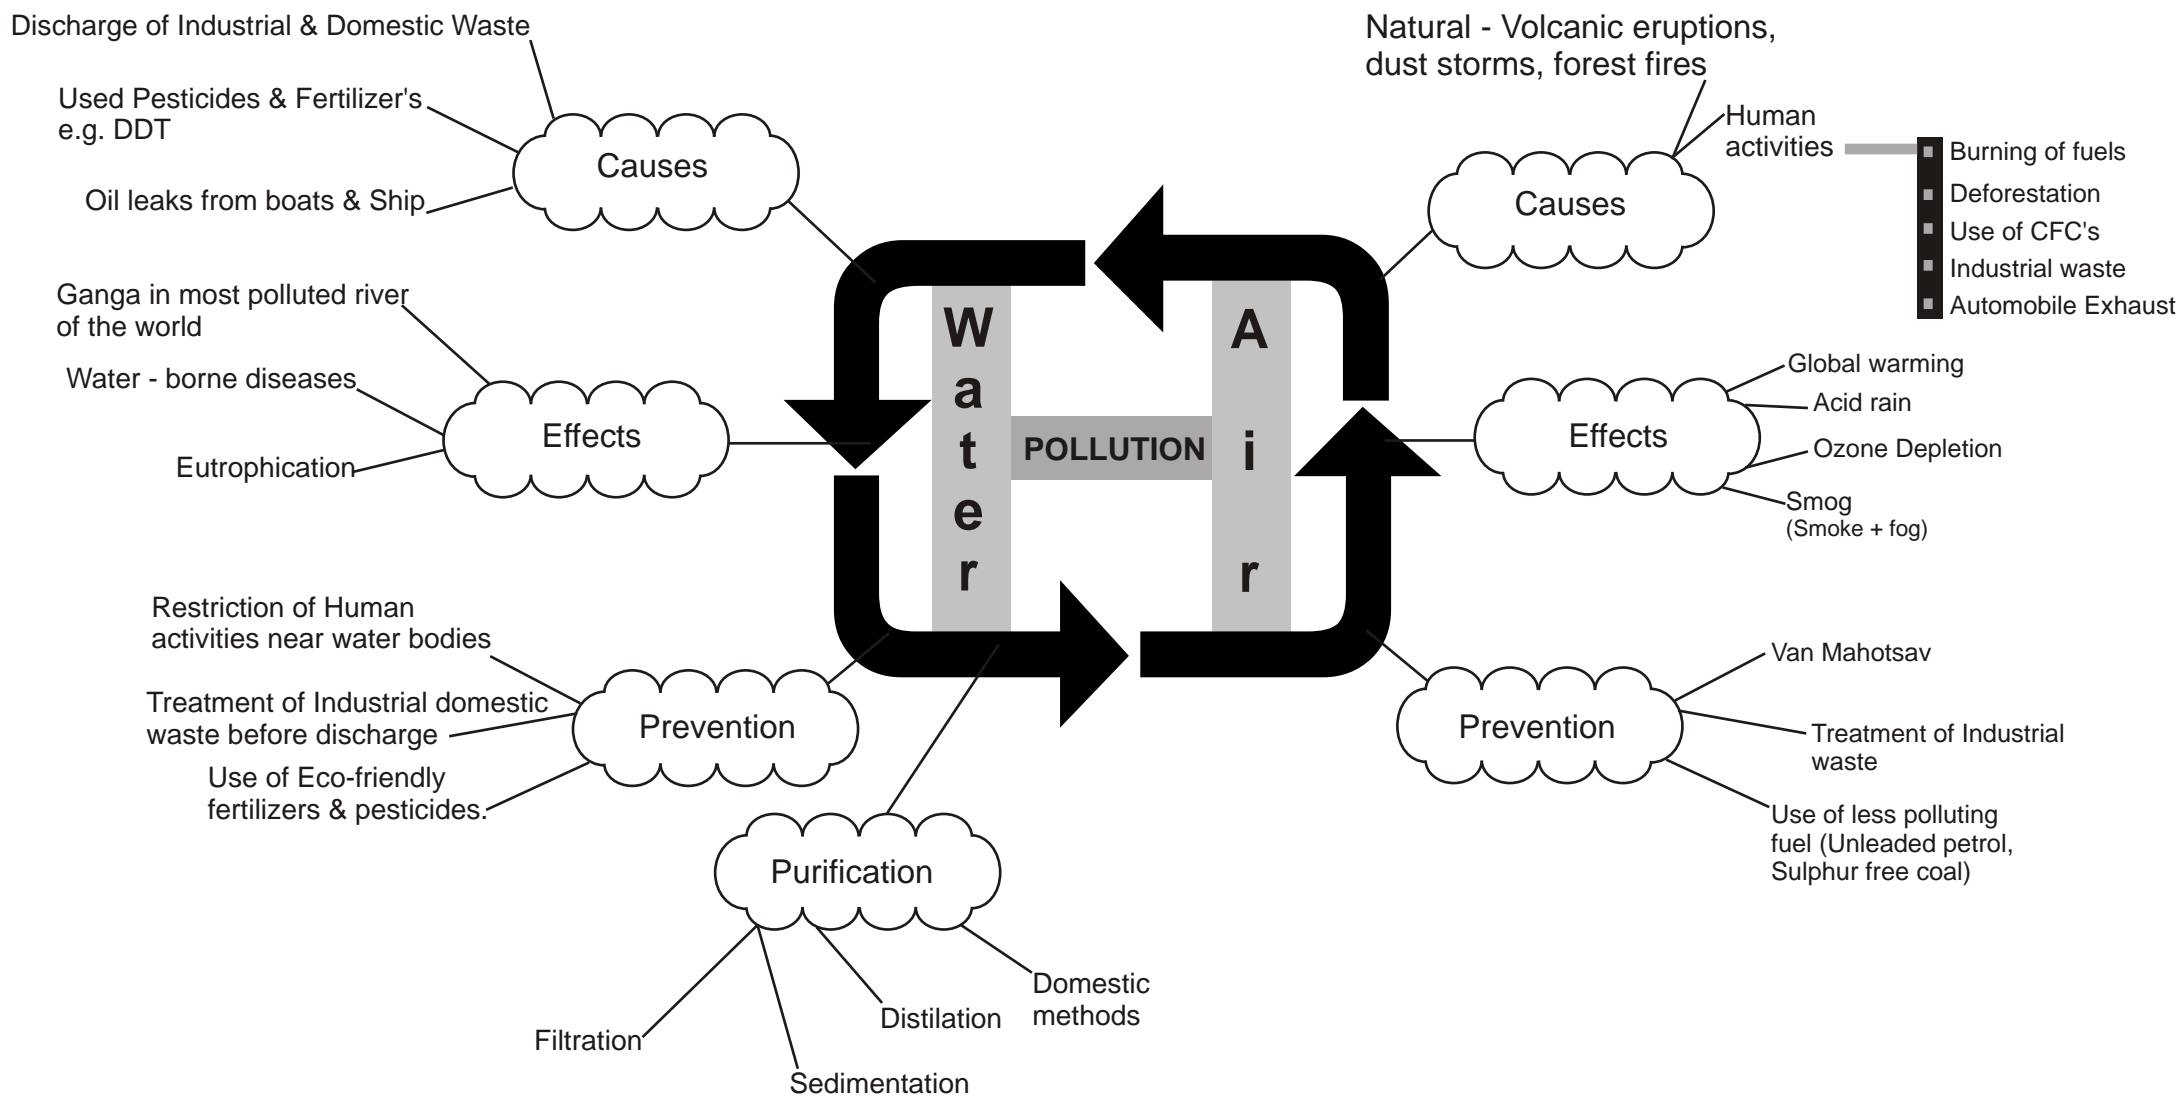 Discharge of Industrial & Domestic Waste
Used Pesticides & Fertilizer's
e.g. DDT
Oil leaks from boats & Ship
Causes
Ganga in most polluted river
of the world
Water - borne diseases
Eutrophication
Effects
Restriction of Human
activities near water bodies
Treatment of Industrial domestic
waste before discharge
Use of Eco-friendly
fertilizers & pesticides.
Prevention
Purification
Filtration
Sedimentation
Distilation
Domestic
methods
Water
POLLUTION
Air
Natural - Volcanic eruptions,
dust storms, forest fires
Human
activities
Burning of fuels
Deforestation
Use of CFC's
Industrial waste
Automobile Exhaust
Causes
Effects
Global warming
Acid rain
Ozone Depletion
Smog
(Smoke + fog)
Prevention
Van Mahotsav
Treatment of Industrial
waste
Use of less polluting
fuel (Unleaded petrol,
Sulphur free coal)